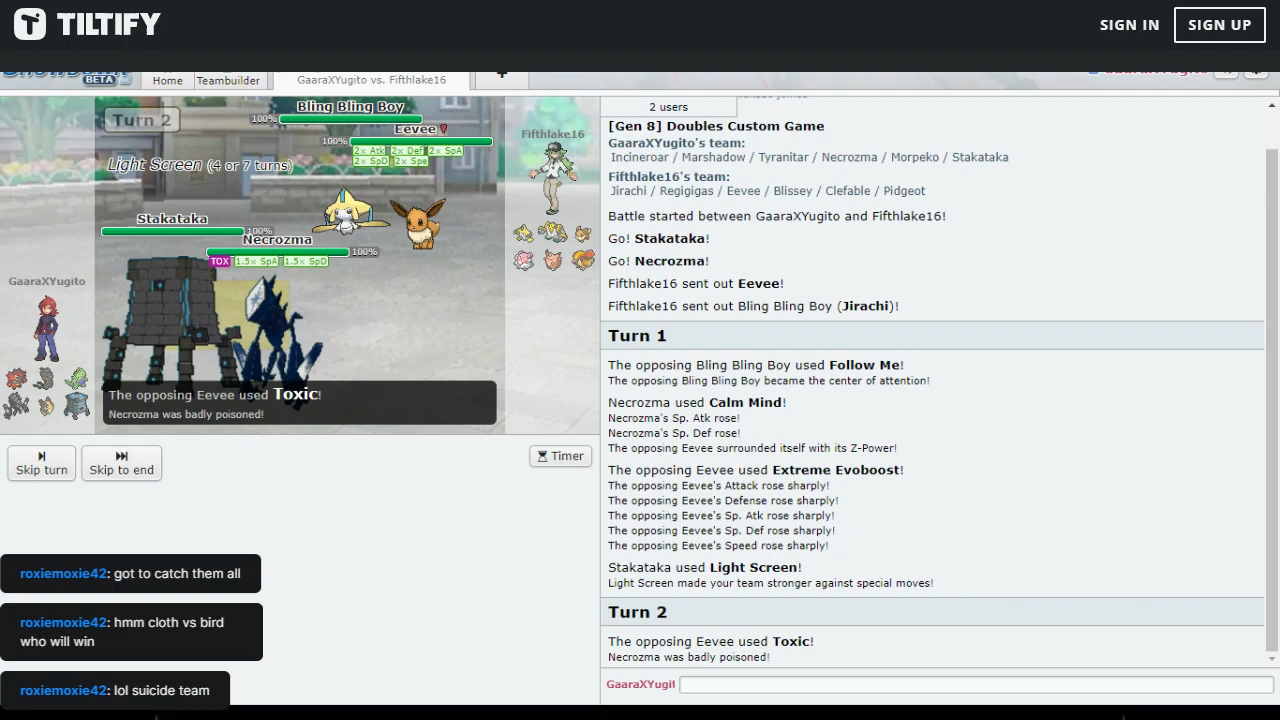 TILTIFY
SIGN IN
SIGN UP
BETA
Home
Teambuilder
GaaraXYugito vs. Fifthlake16
+
Turn 2
Bling Bling Boy
100%
Eevee
100%
2× Atk 2× Def 2× SpA
2× SpD 2× Spe
Light Screen (4 or 7 turns)
Stakataka
100%
Necrozma
100%
TOX 1.5× SpA 1.5× SpD
Fifthlake16
GaaraXYugito
The opposing Eevee used Toxic!
Necrozma was badly poisoned!
Skip turn
Skip to end
Timer
roxiemoxie42: got to catch them all
roxiemoxie42: hmm cloth vs bird
who will win
roxiemoxie42: lol suicide team
2 users
[Gen 8] Doubles Custom Game
GaaraXYugito's team:
Incineroar / Marshadow / Tyranitar / Necrozma / Morpeko / Stakataka
Fifthlake16's team:
Jirachi / Regigigas / Eevee / Blissey / Clefable / Pidgeot
Battle started between GaaraXYugito and Fifthlake16!
Go! Stakataka!
Go! Necrozma!
Fifthlake16 sent out Eevee!
Fifthlake16 sent out Bling Bling Boy (Jirachi)!
Turn 1
The opposing Bling Bling Boy used Follow Me!
The opposing Bling Bling Boy became the center of attention!
Necrozma used Calm Mind!
Necrozma's Sp. Atk rose!
Necrozma's Sp. Def rose!
The opposing Eevee surrounded itself with its Z-Power!
The opposing Eevee used Extreme Evoboost!
The opposing Eevee's Attack rose sharply!
The opposing Eevee's Defense rose sharply!
The opposing Eevee's Sp. Atk rose sharply!
The opposing Eevee's Sp. Def rose sharply!
The opposing Eevee's Speed rose sharply!
Stakataka used Light Screen!
Light Screen made your team stronger against special moves!
Turn 2
The opposing Eevee used Toxic!
Necrozma was badly poisoned!
GaaraXYugit